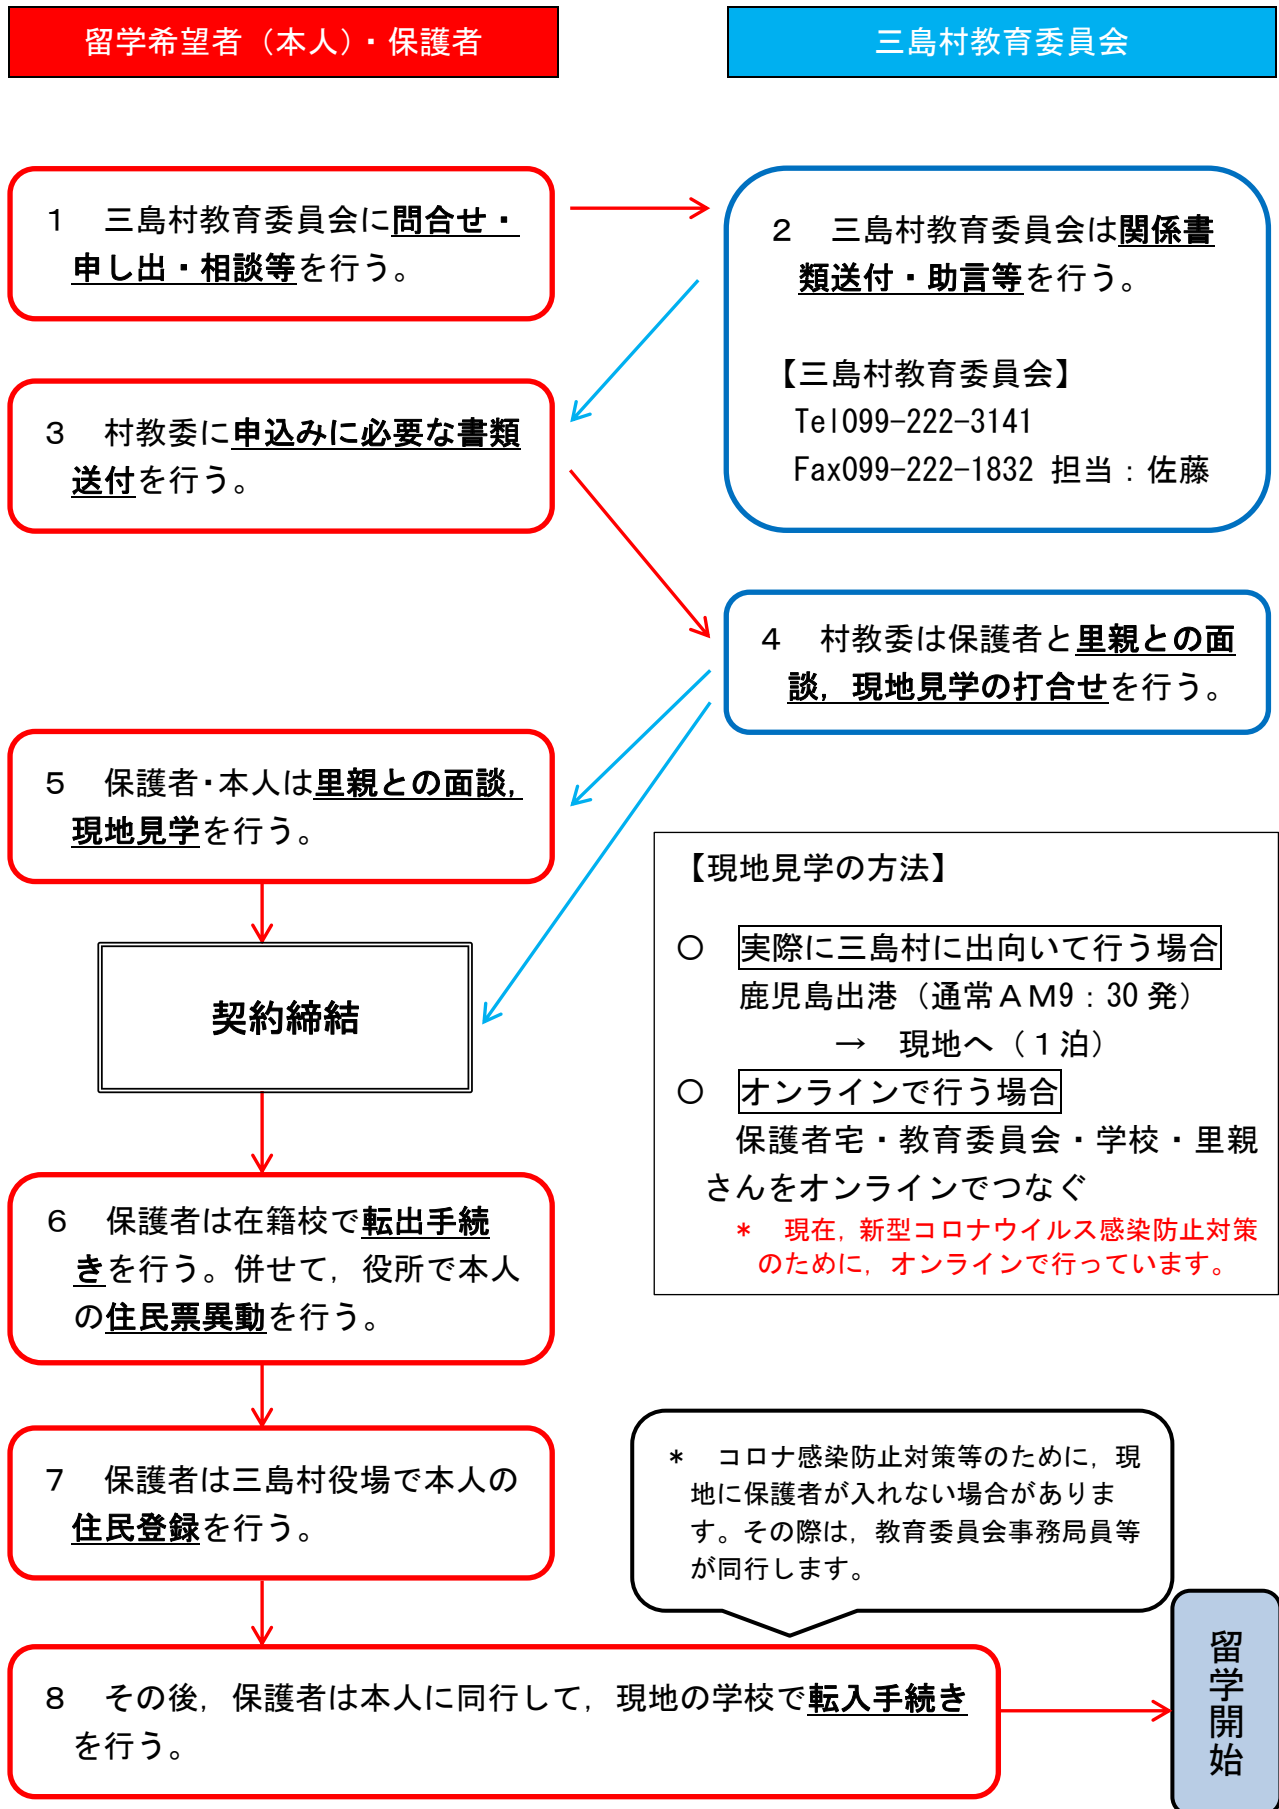 留学希望者（本人）・保護者
三島村教育委員会
１　三島村教育委員会に問合せ・
申し出・相談等を行う。
２　三島村教育委員会は関係書
類送付・助言等を行う。
【三島村教育委員会】
Tel099-222-3141
Fax099-222-1832 担当：佐藤
３　村教委に申込みに必要な書類
送付を行う。
４　村教委は保護者と里親との面
談，現地見学の打合せを行う。
５　保護者・本人は里親との面談，
現地見学を行う。
契約締結
【現地見学の方法】
○　実際に三島村に出向いて行う場合
鹿児島出港（通常ＡＭ9：30 発）
→　現地へ（１泊）
○　オンラインで行う場合
保護者宅・教育委員会・学校・里親
さんをオンラインでつなぐ
*　現在，新型コロナウイルス感染防止対策
のために，オンラインで行っています。
６　保護者は在籍校で転出手続
きを行う。併せて，役所で本人
の住民票異動を行う。
７　保護者は三島村役場で本人の
住民登録を行う。
*　コロナ感染防止対策等のために，現
地に保護者が入れない場合がありま
す。その際は，教育委員会事務局員等
が同行します。
８　その後，保護者は本人に同行して，現地の学校で転入手続き
を行う。
留学開始